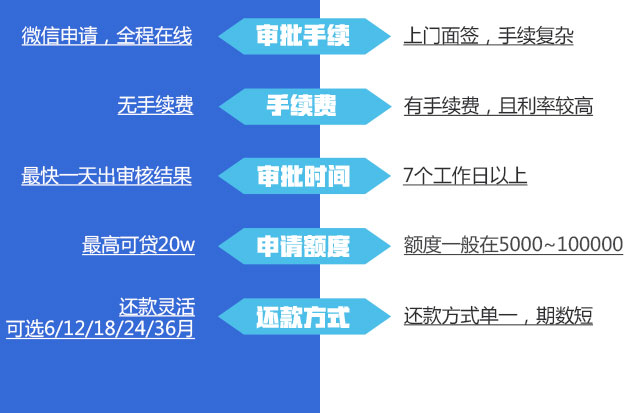 微信申请，全程在线 审批手续 上门面签，手续复杂
无手续费 手续费 有手续费，且利率较高
最快一天出审核结果 审批时间 7个工作日以上
最高可贷20w 申请额度 额度一般在5000~100000
还款灵活
可选6/12/18/24/36月 还款方式 还款方式单一，期数短